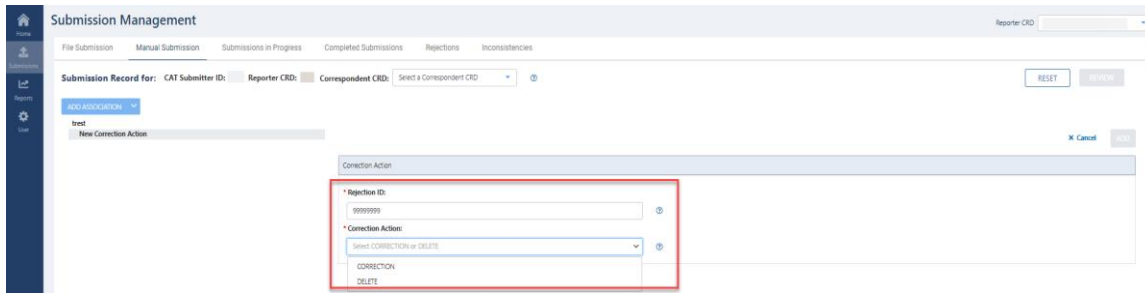 Submission Management
Reporter CRD
Home
Submissions
Reports
User
File Submission Manual Submission Submissions in Progress Completed Submissions Rejections Inconsistencies
Submission Record for: CAT Submitter ID: Reporter CRD: Correspondent CRD: Select a Correspondent CRD
RESET REVIEW
ADD ASSOCIATION
trest
New Correction Action
× Cancel ADD
Correction Action
* Rejection ID:
99999999
* Correction Action:
Select CORRECTION or DELETE
CORRECTION
DELETE